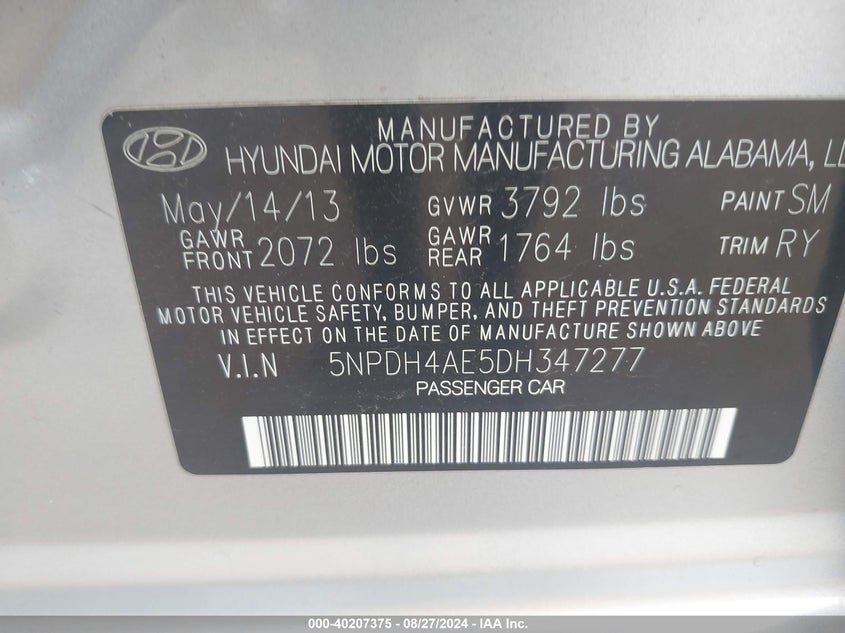 MANUFACTURED BY
HYUNDAI MOTOR MANUFACTURING ALABAMA, LL
May/14/13 GVWR 3792 lbs PAINT SM
GAWR FRONT 2072 lbs GAWR REAR 1764 lbs TRIM RY
THIS VEHICLE CONFORMS TO ALL APPLICABLE U.S.A. FEDERAL
MOTOR VEHICLE SAFETY, BUMPER, AND THEFT PREVENTION STANDARDS
IN EFFECT ON THE DATE OF MANUFACTURE SHOWN ABOVE
V.I.N 5NPDH4AE5DH347277
PASSENGER CAR
000-40207375 - 08/27/2024 - IAA Inc.